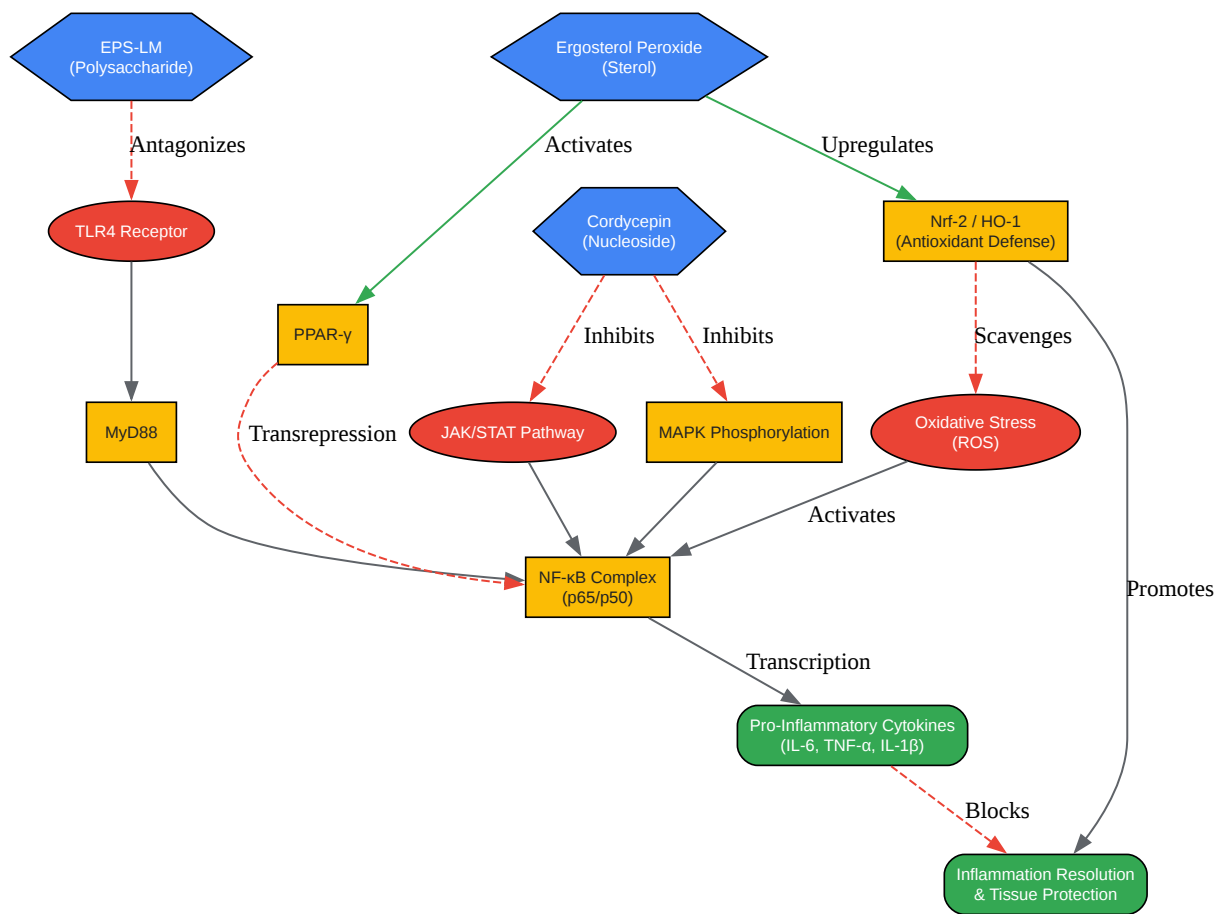 EPS-LM
(Polysaccharide)
Ergosterol Peroxide
(Sterol)
Antagonizes
Activates
Upregulates
TLR4 Receptor
Cordycepin
(Nucleoside)
Nrf-2 / HO-1
(Antioxidant Defense)
PPAR-γ
Inhibits
Inhibits
Scavenges
MyD88
Transrepression
JAK/STAT Pathway
MAPK Phosphorylation
Oxidative Stress
(ROS)
Activates
NF-κB Complex
(p65/p50)
Promotes
Transcription
Pro-Inflammatory Cytokines
(IL-6, TNF-α, IL-1β)
Blocks
Inflammation Resolution
& Tissue Protection